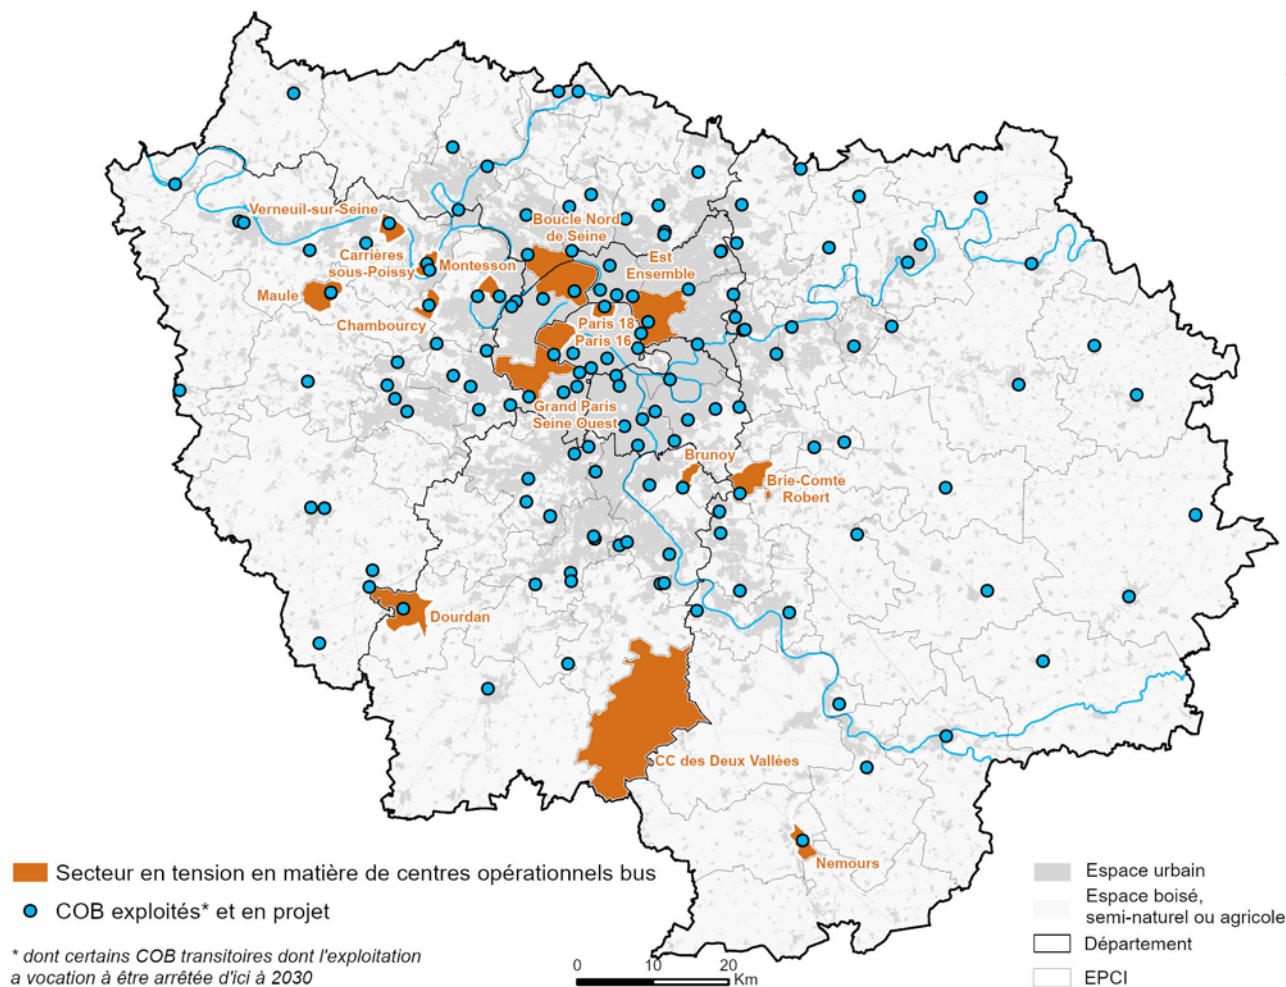 Verneuil-sur-Seine
Boucle Nord
de Seine
Carrières
sous-Poissy
Montesson
Est
Ensemble
Maule
Chambourcy
Paris 18
Paris 16
Grand Paris
Seine Ouest
Brunoy
Brie-Comte
Robert
Dourdan
CC des Deux Vallées
Nemours
Secteur en tension en matière de centres opérationnels bus
COB exploités* et en projet
* dont certains COB transitoires dont l'exploitation
a vocation à être arrêtée d'ici à 2030
0 10 20
Km
Espace urbain
Espace boisé,
semi-naturel ou agricole
Département
EPCI